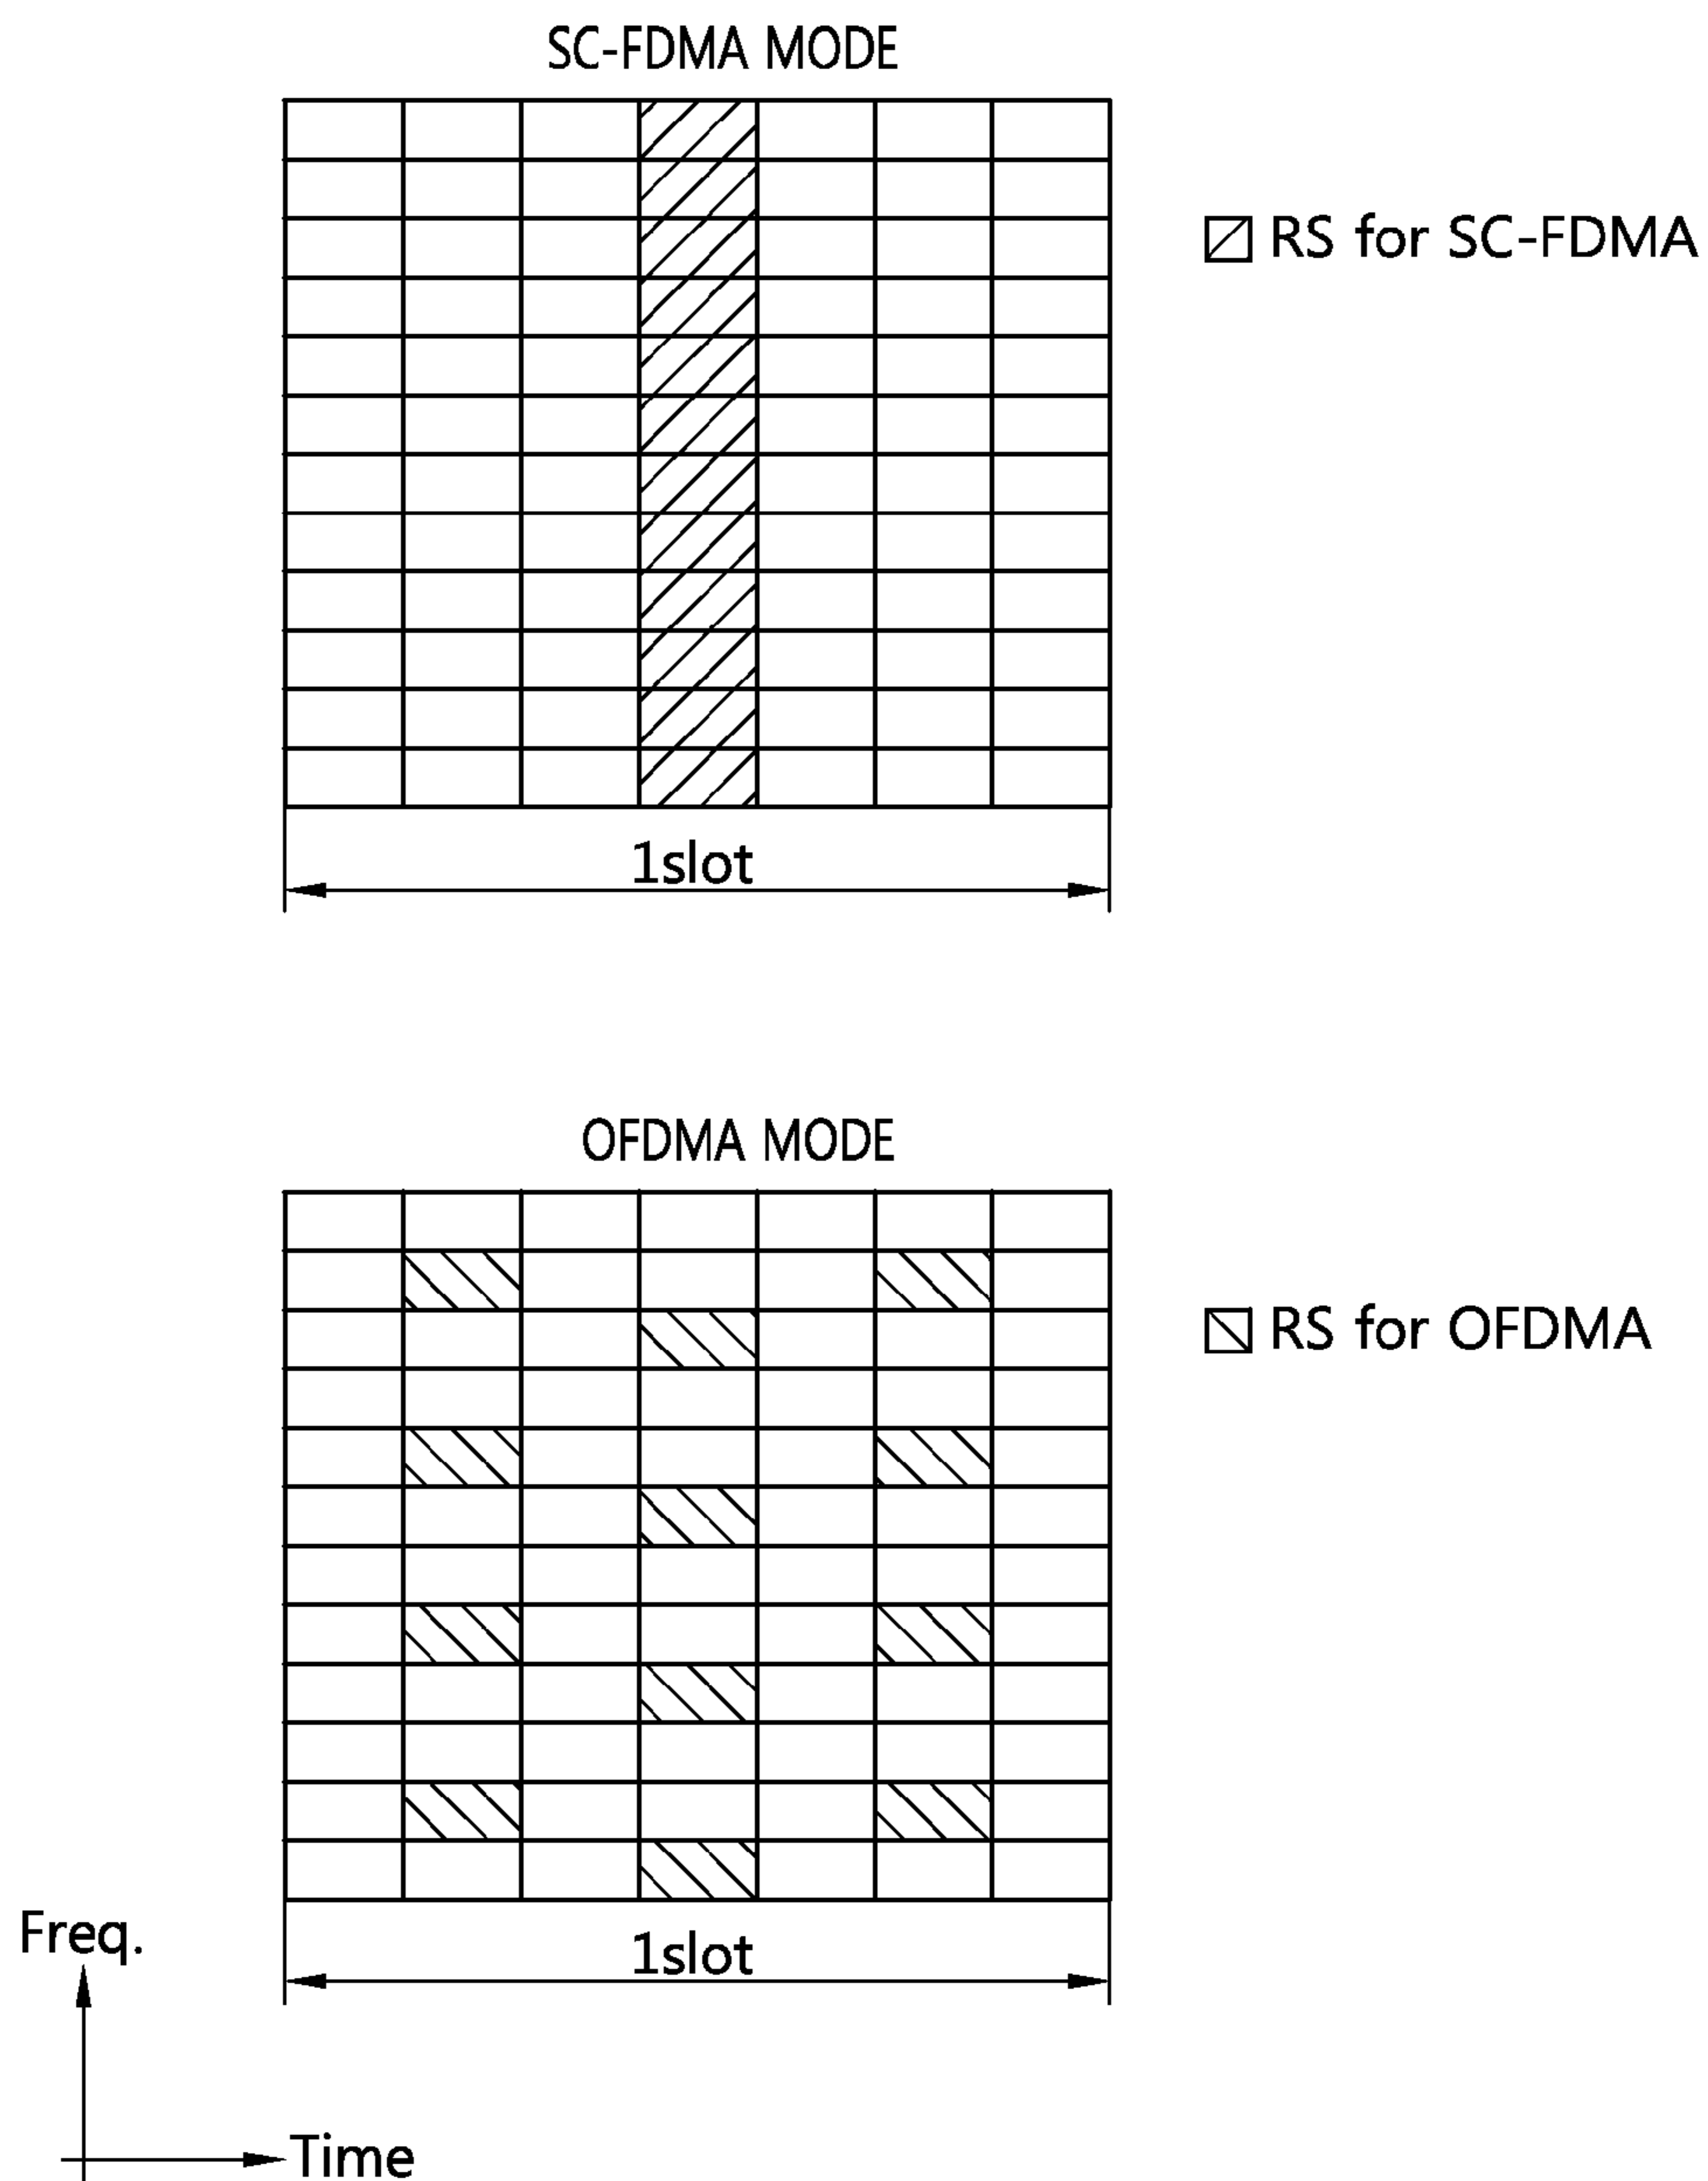 SC-FDMA MODE
RS for SC-FDMA
1slot
OFDMA MODE
RS for OFDMA
1slot
Freq.
Time